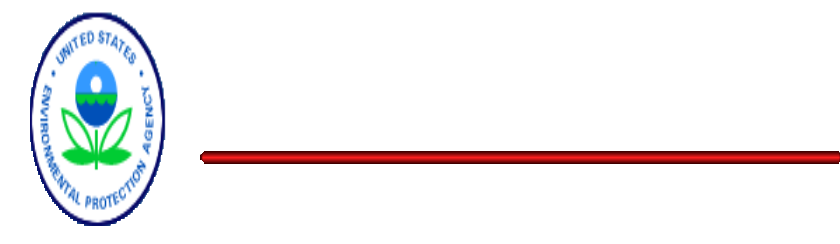 UNITED STATES
ENVIRONMENTAL PROTECTION AGENCY